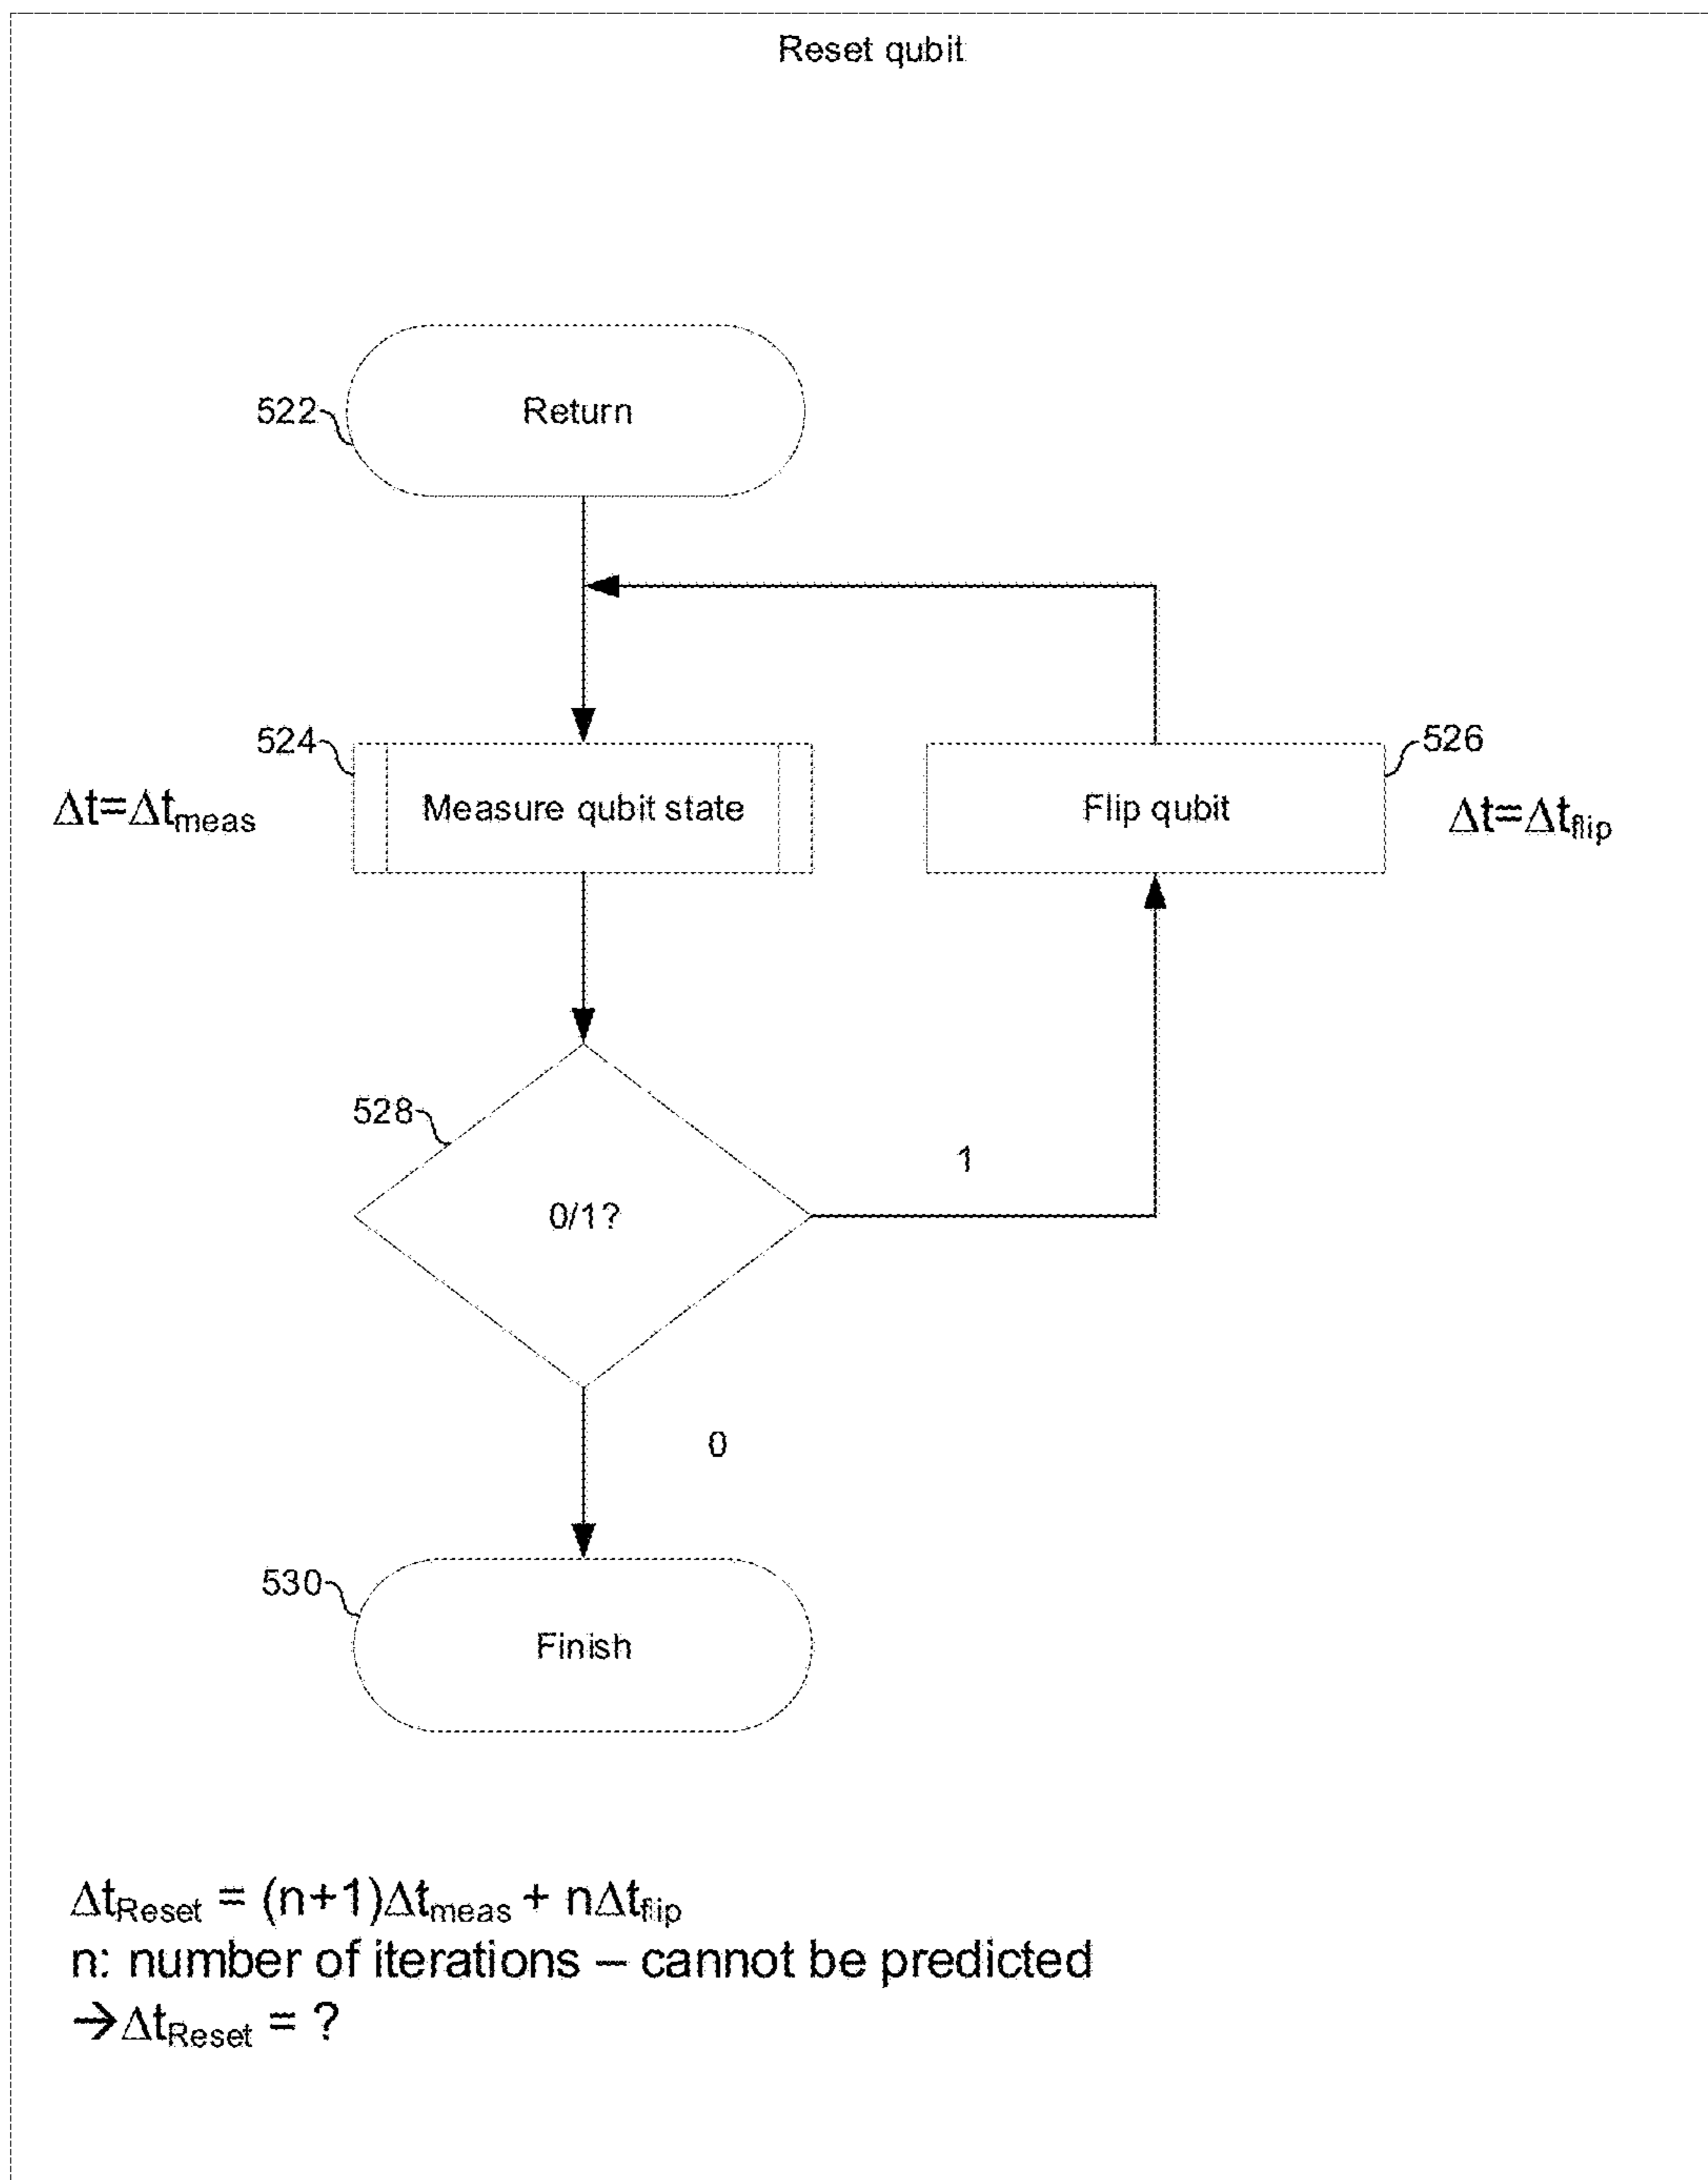 Reset qubit
522
Return
524
Δt=Δtmeas
Measure qubit state
526
Flip qubit
Δt=Δtflip
528
0/1?
1
0
530
Finish
ΔtReset = (n+1)Δtmeas + nΔtflip
n: number of iterations – cannot be predicted
→ΔtReset = ?